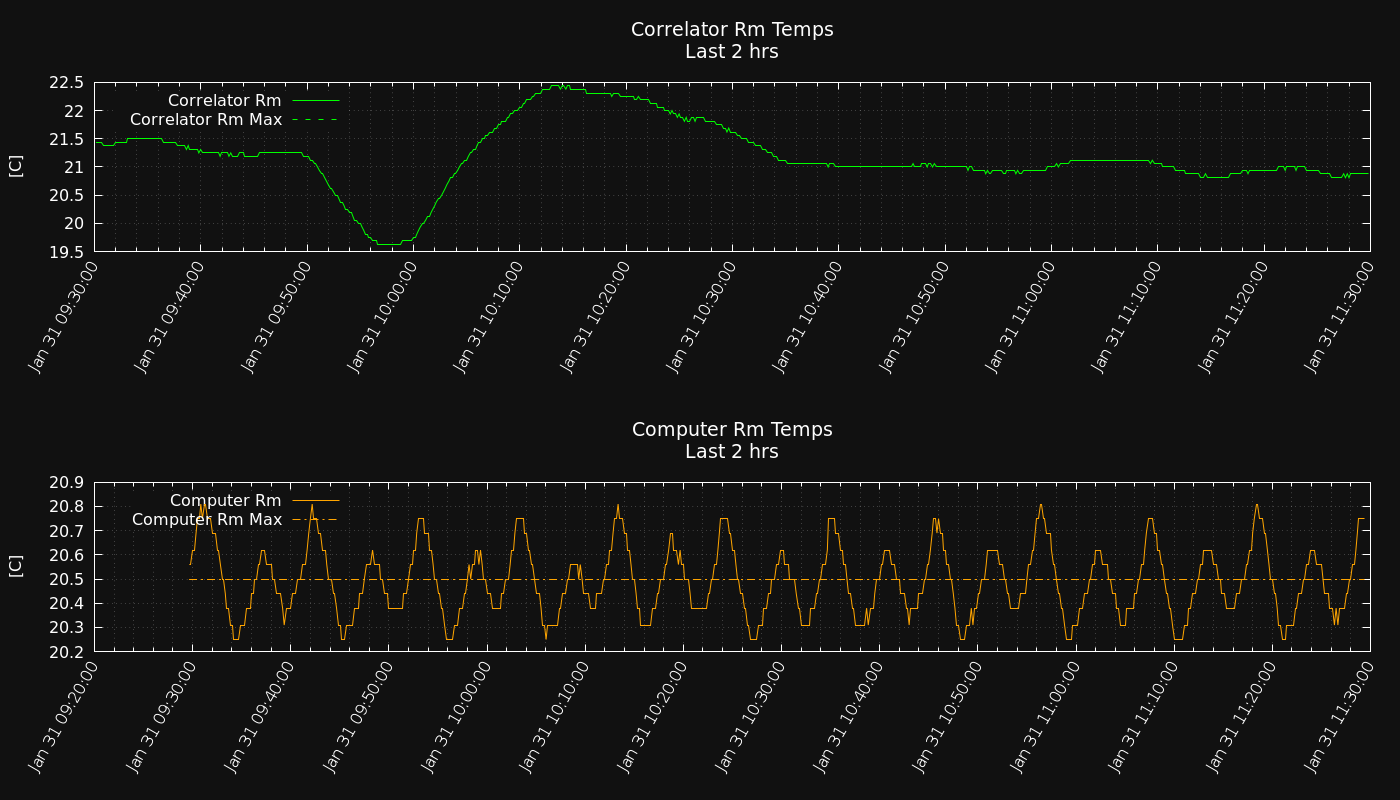 Correlator Rm Temps
Last 2 hrs
22.5
22
21.5
21
20.5
20
19.5
[C]
Correlator Rm
Correlator Rm Max
Jan 31 09:30:00
Jan 31 09:40:00
Jan 31 09:50:00
Jan 31 10:00:00
Jan 31 10:10:00
Jan 31 10:20:00
Jan 31 10:30:00
Jan 31 10:40:00
Jan 31 10:50:00
Jan 31 11:00:00
Jan 31 11:10:00
Jan 31 11:20:00
Jan 31 11:30:00
Computer Rm Temps
Last 2 hrs
20.9
20.8
20.7
20.6
20.5
20.4
20.3
20.2
[C]
Computer Rm
Computer Rm Max
Jan 31 09:20:00
Jan 31 09:30:00
Jan 31 09:40:00
Jan 31 09:50:00
Jan 31 10:00:00
Jan 31 10:10:00
Jan 31 10:20:00
Jan 31 10:30:00
Jan 31 10:40:00
Jan 31 10:50:00
Jan 31 11:00:00
Jan 31 11:10:00
Jan 31 11:20:00
Jan 31 11:30:00